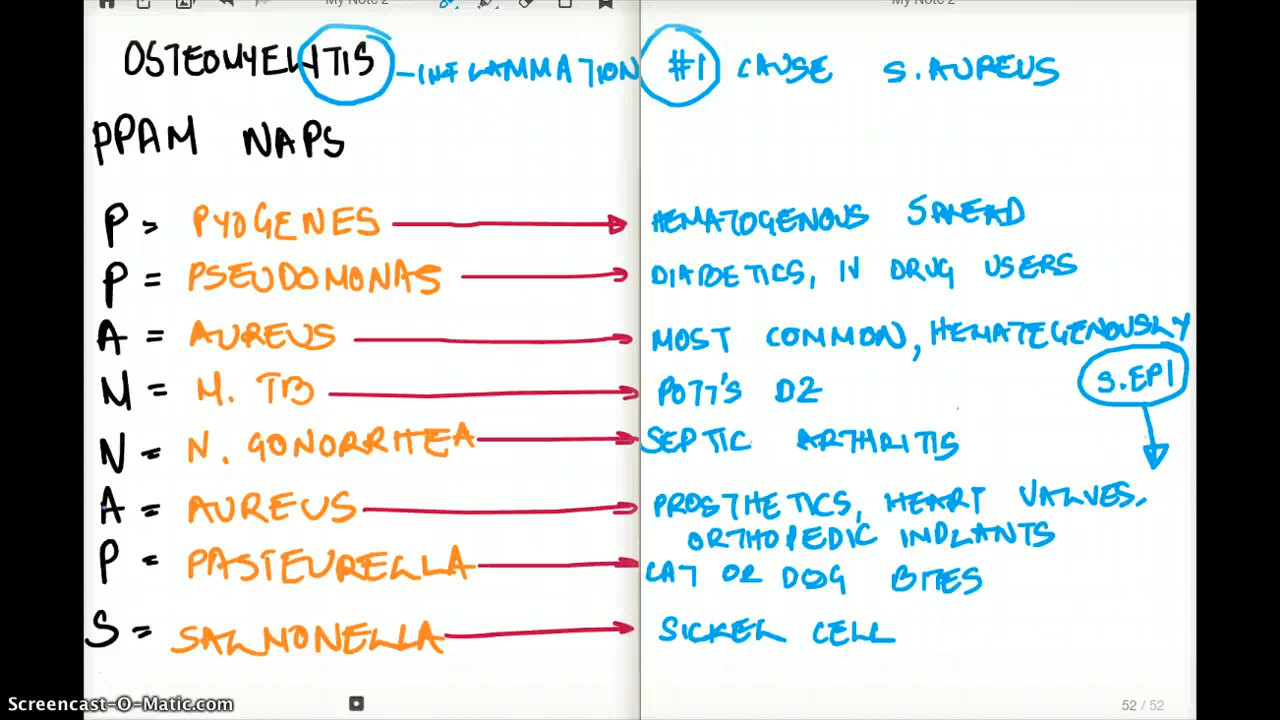 My Note 2
My Note 2
OSTEOMYELITIS - INFLAMMATION #1 CAUSE S. AUREUS
PPAM NAPS
P = PYOGENES HEMATOGENOUS SPREAD
P = PSEUDOMONAS DIABETICS, IV DRUG USERS
A = AUREUS MOST COMMON, HEMATEGENOUSLY
S. EPI
M = M. TB POTT'S DZ
N = N. GONORRHEA SEPTIC ARTHRITIS
A = AUREUS PROSTHETICS, HEART VALVES,
ORTHOPEDIC IMPLANTS
P = PASTEURELLA CAT OR DOG BITES
S = SALMONELLA SICKEL CELL
Screencast-O-Matic.com
52 / 52